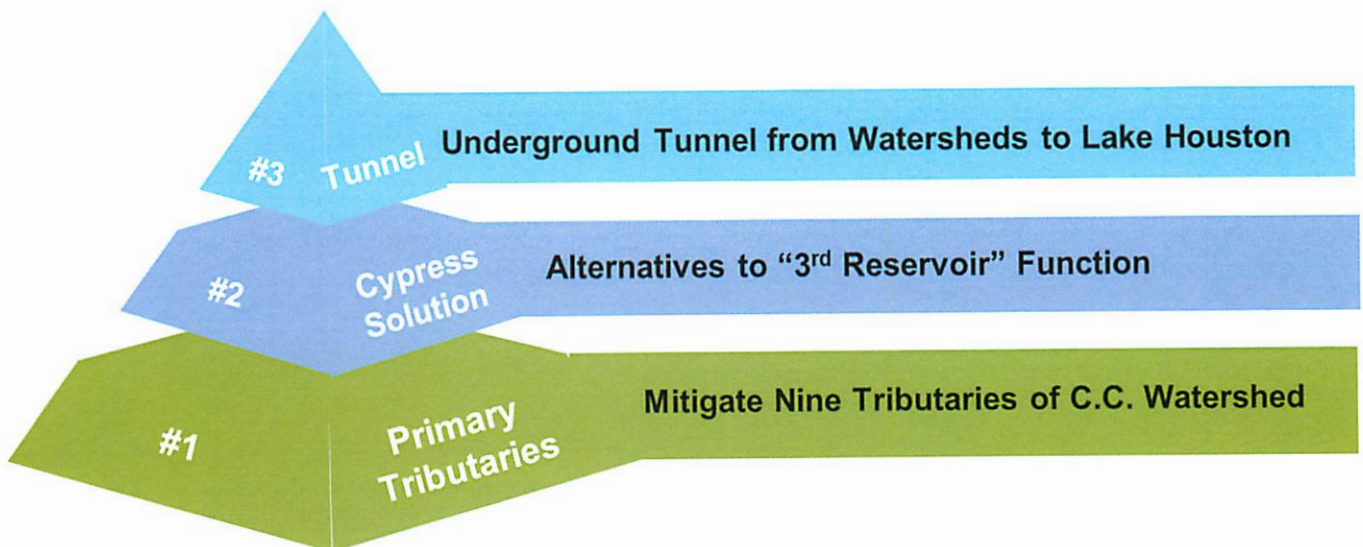 #3
Tunnel
Underground Tunnel from Watersheds to Lake Houston
#2
Cypress
Solution
Alternatives to “3rd Reservoir” Function
#1
Primary
Tributaries
Mitigate Nine Tributaries of C.C. Watershed